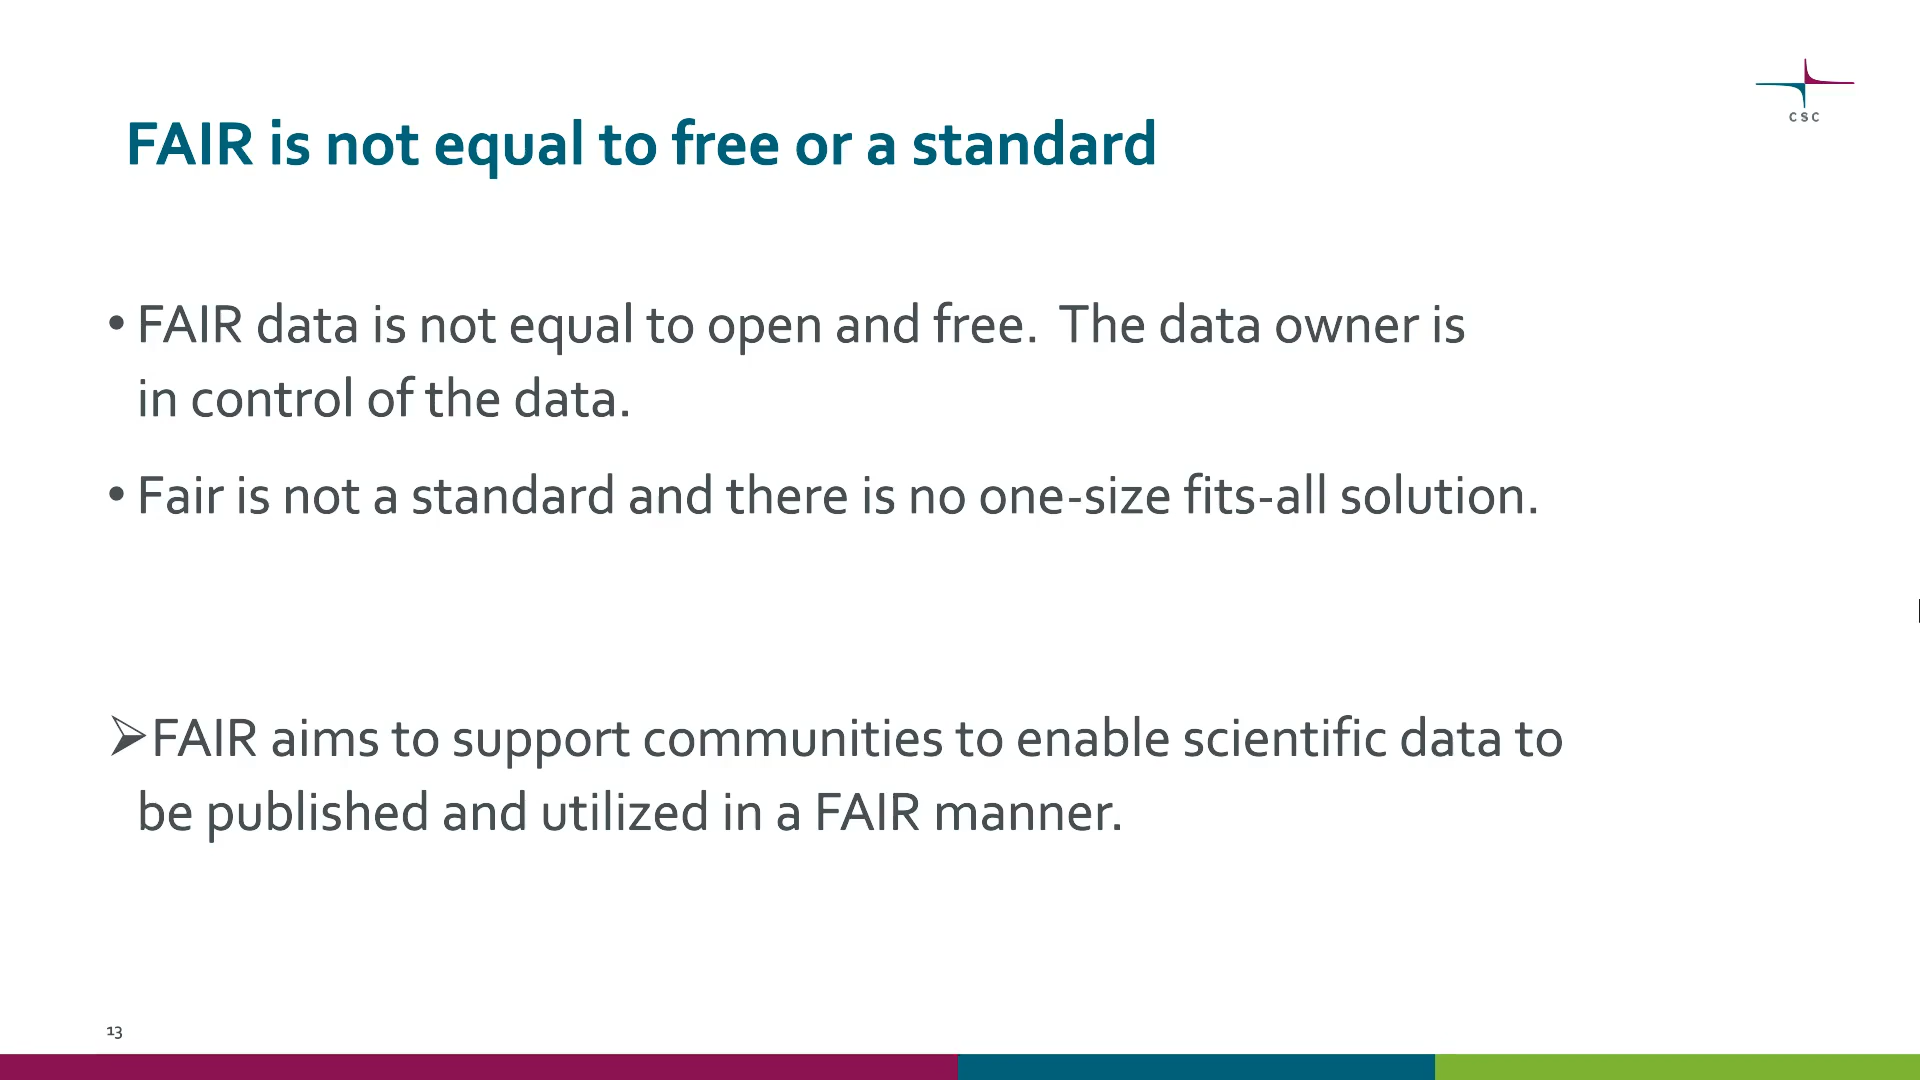 CSC
FAIR is not equal to free or a standard
• FAIR data is not equal to open and free.  The data owner is
in control of the data.
• Fair is not a standard and there is no one-size fits-all solution.
➢FAIR aims to support communities to enable scientific data to
be published and utilized in a FAIR manner.
13